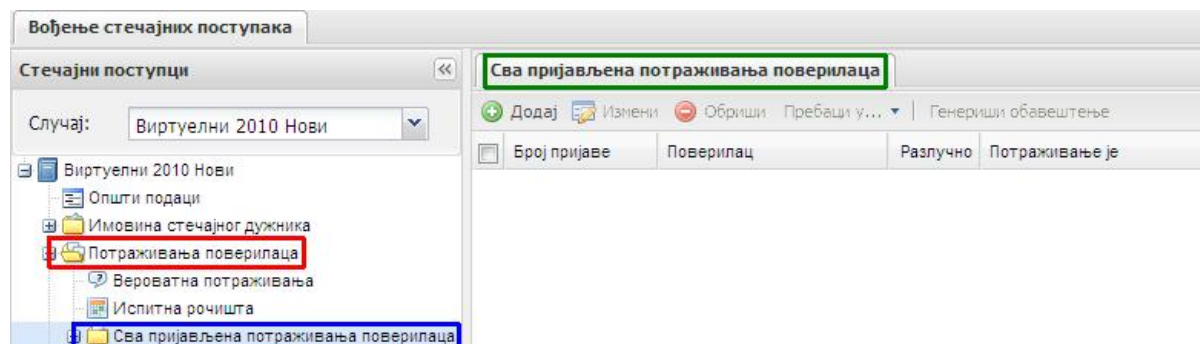 Вођење стечајних поступака
Стечајни поступци
Случај: Виртуелни 2010 Нови
Виртуелни 2010 Нови
Општи подаци
Имовина стечајног дужника
Потраживања поверилаца
Вероватна потраживања
Испитна рочишта
Сва пријављена потраживања поверилаца
Сва пријављена потраживања поверилаца
Додај Измени Обриши Пребаци у... Генериши обавештење
Број пријаве Поверилац Разлучно Потраживање је